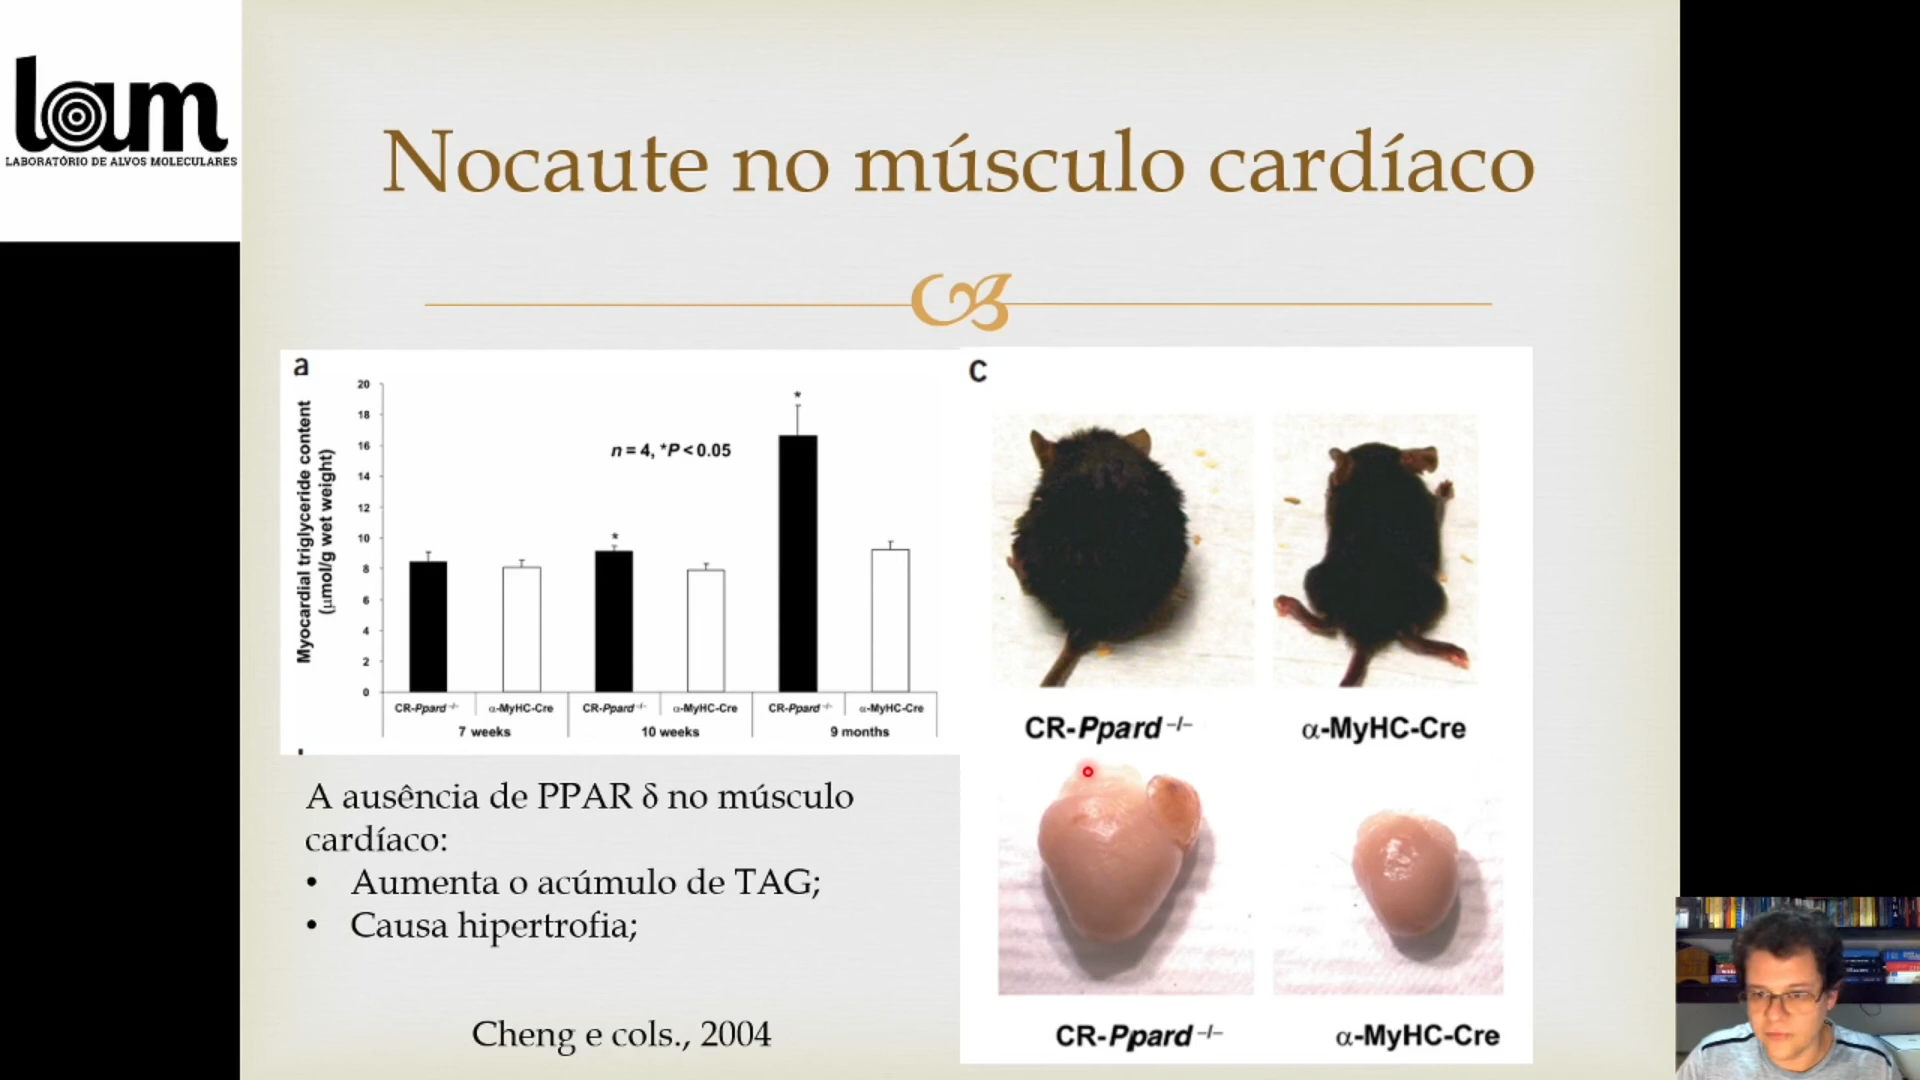 lam
LABORATÓRIO DE ALVOS MOLECULARES
Nocaute no músculo cardíaco
a
Myocardial triglyceride content
(µmol/g wet weight)
20
18
16
14
12
10
8
6
4
2
0
n = 4, *P < 0.05
*
*
CR-Ppard –/–
α-MyHC-Cre
CR-Ppard –/–
α-MyHC-Cre
CR-Ppard –/–
α-MyHC-Cre
7 weeks
10 weeks
9 months
c
CR-Ppard –/–
α-MyHC-Cre
CR-Ppard –/–
α-MyHC-Cre
A ausência de PPAR δ no músculo
cardíaco:
• Aumenta o acúmulo de TAG;
• Causa hipertrofia;
Cheng e cols., 2004